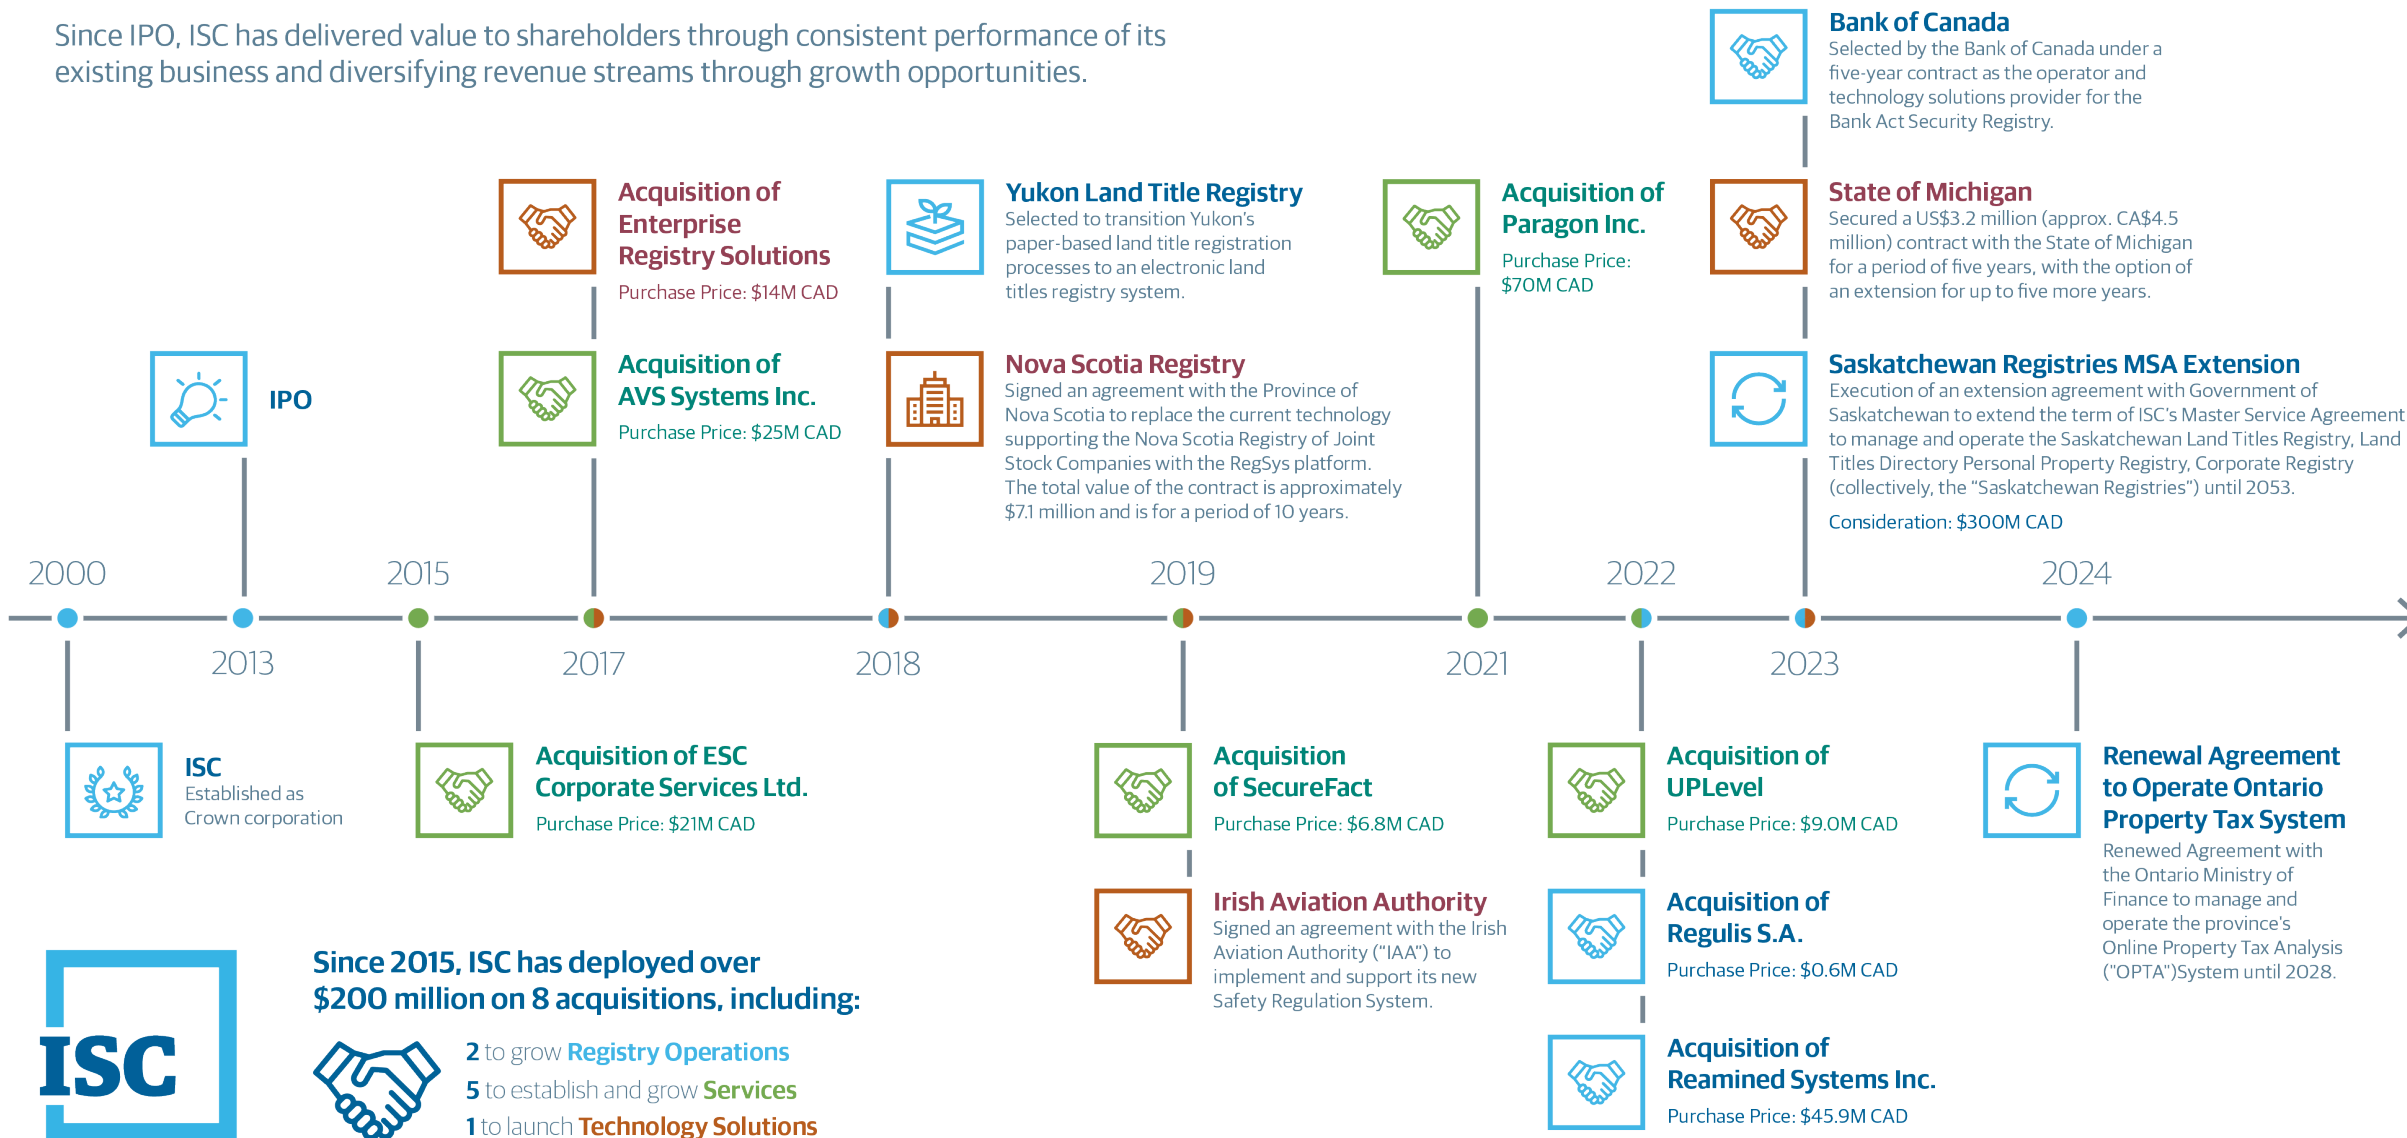 Since IPO, ISC has delivered value to shareholders through consistent performance of its
existing business and diversifying revenue streams through growth opportunities.
Bank of Canada
Selected by the Bank of Canada under a
five-year contract as the operator and
technology solutions provider for the
Bank Act Security Registry.
Acquisition of
Enterprise
Registry Solutions
Purchase Price: $14M CAD
Yukon Land Title Registry
Selected to transition Yukon's
paper-based land title registration
processes to an electronic land
titles registry system.
Acquisition of
Paragon Inc.
Purchase Price:
$70M CAD
State of Michigan
Secured a US$3.2 million (approx. CA$4.5
million) contract with the State of Michigan
for a period of five years, with the option of
an extension for up to five more years.
IPO
Acquisition of
AVS Systems Inc.
Purchase Price: $25M CAD
Nova Scotia Registry
Signed an agreement with the Province of
Nova Scotia to replace the current technology
supporting the Nova Scotia Registry of Joint
Stock Companies with the RegSys platform.
The total value of the contract is approximately
$7.1 million and is for a period of 10 years.
Saskatchewan Registries MSA Extension
Execution of an extension agreement with Government of
Saskatchewan to extend the term of ISC's Master Service Agreement
to manage and operate the Saskatchewan Land Titles Registry, Land
Titles Directory Personal Property Registry, Corporate Registry
(collectively, the "Saskatchewan Registries") until 2053.
Consideration: $300M CAD
2000
2013
2015
2017
2018
2019
2021
2022
2023
2024
ISC
Established as
Crown corporation
Acquisition of ESC
Corporate Services Ltd.
Purchase Price: $21M CAD
Acquisition
of SecureFact
Purchase Price: $6.8M CAD
Irish Aviation Authority
Signed an agreement with the Irish
Aviation Authority ("IAA") to
implement and support its new
Safety Regulation System.
Acquisition of
UPLevel
Purchase Price: $9.0M CAD
Acquisition of
Regulis S.A.
Purchase Price: $0.6M CAD
Acquisition of
Reamined Systems Inc.
Purchase Price: $45.9M CAD
Renewal Agreement
to Operate Ontario
Property Tax System
Renewed Agreement with
the Ontario Ministry of
Finance to manage and
operate the province's
Online Property Tax Analysis
("OPTA")System until 2028.
ISC
Since 2015, ISC has deployed over
$200 million on 8 acquisitions, including:
2 to grow Registry Operations
5 to establish and grow Services
1 to launch Technology Solutions